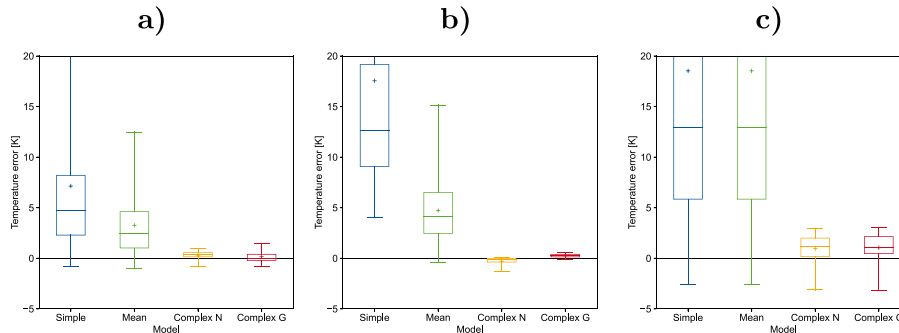 a)
b)
c)
20
15
10
5
0
−5
Temperature error [K]
Simple
Mean
Complex N
Complex G
Model
20
15
10
5
0
−5
Temperature error [K]
Simple
Mean
Complex N
Complex G
Model
20
15
10
5
0
−5
Temperature error [K]
Simple
Mean
Complex N
Complex G
Model